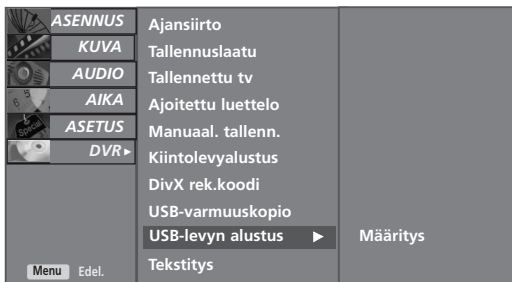 ASENNUS
KUVA
AUDIO
AIKA
ASETUS
DVR
Menu Edel.
Ajansiirto
Tallennuslaatu
Tallennettu tv
Ajoitettu luettelo
Manuaal. tallenn.
Kiintolevyalustus
DivX rek.koodi
USB-varmuuskopio
USB-levyn alustus
Tekstitys
Määritys
Special